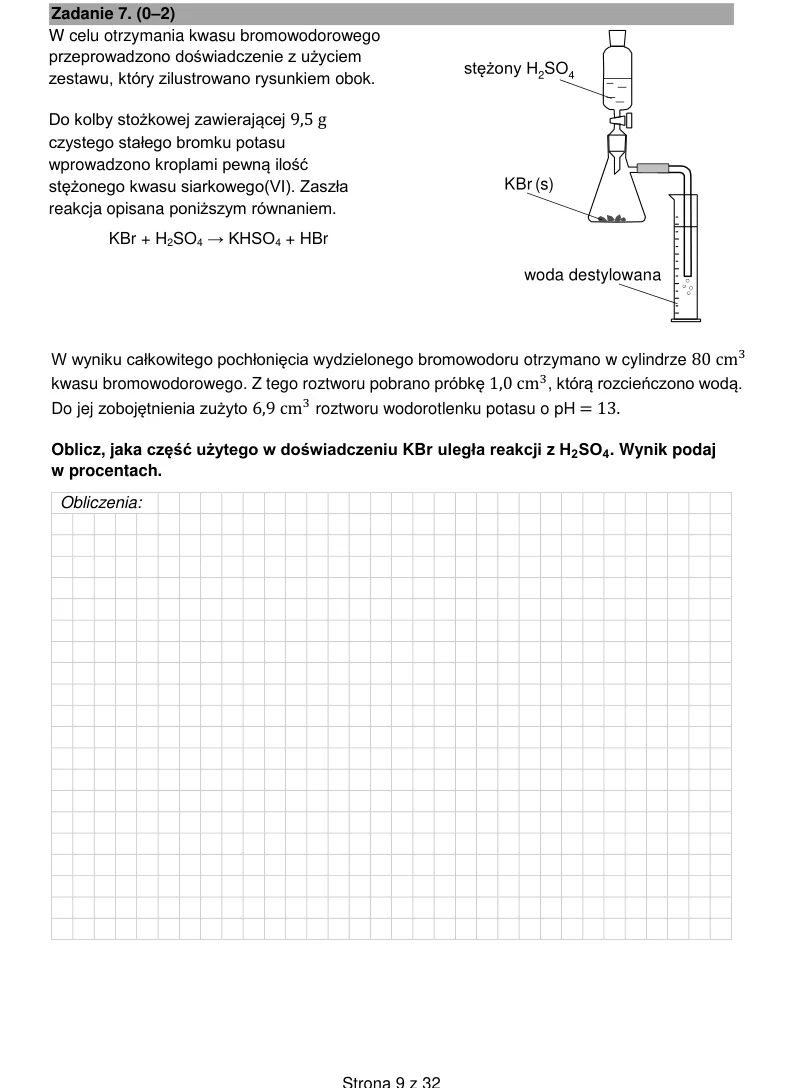 Zadanie 7. (0–2)
W celu otrzymania kwasu bromowodorowego
przeprowadzono doświadczenie z użyciem
zestawu, który zilustrowano rysunkiem obok.
Do kolby stożkowej zawierającej 9,5 g
czystego stałego bromku potasu
wprowadzono kroplami pewną ilość
stężonego kwasu siarkowego(VI). Zaszła
reakcja opisana poniższym równaniem.
KBr + H₂SO₄ → KHSO₄ + HBr
stężony H₂SO₄
KBr (s)
woda destylowana
W wyniku całkowitego pochłonięcia wydzielonego bromowodoru otrzymano w cylindrze 80 cm³
kwasu bromowodorowego. Z tego roztworu pobrano próbkę 1,0 cm³, którą rozcieńczono wodą.
Do jej zobojętnienia zużyto 6,9 cm³ roztworu wodorotlenku potasu o pH = 13.
Oblicz, jaka część użytego w doświadczeniu KBr uległa reakcji z H₂SO₄. Wynik podaj
w procentach.
Obliczenia:
Strona 9 z 32